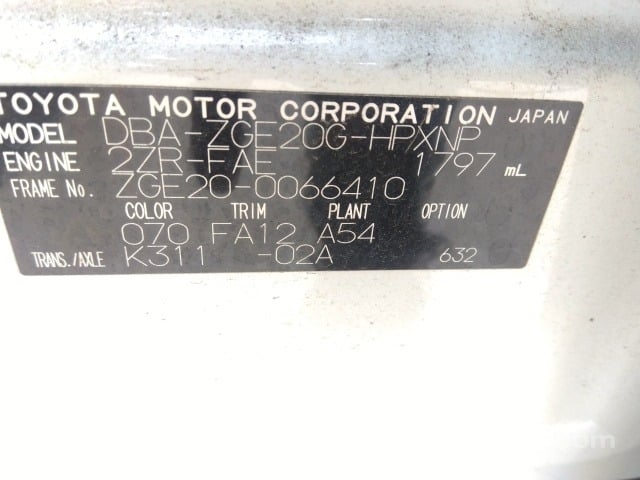 TOYOTA MOTOR CORPORATION JAPAN
MODEL DBA-ZGE20G-HPXNP
ENGINE 2ZR-FAE 1797 mL
FRAME No. ZGE20-0066410
COLOR TRIM PLANT OPTION
070 FA12 A54
TRANS./AXLE K311 -02A 632